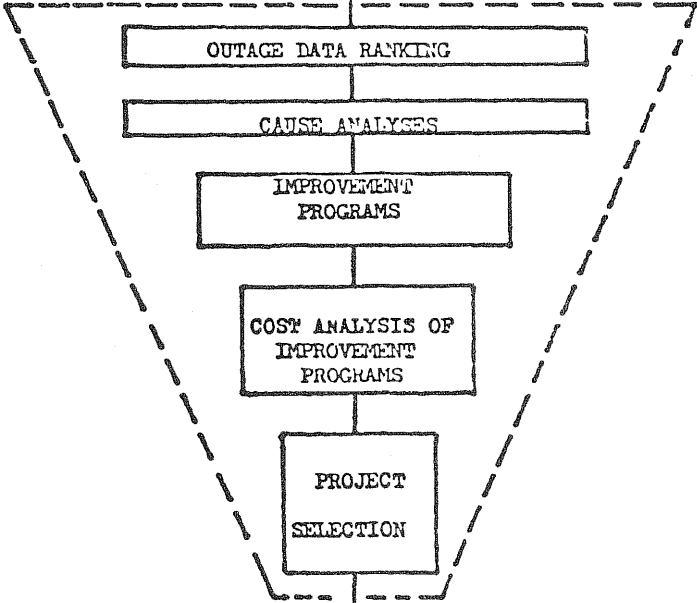 OUTAGE DATA RANKING
CAUSE ANALYSES
IMPROVEMENT
PROGRAMS
COST ANALYSIS OF
IMPROVEMENT
PROGRAMS
PROJECT
SELECTION